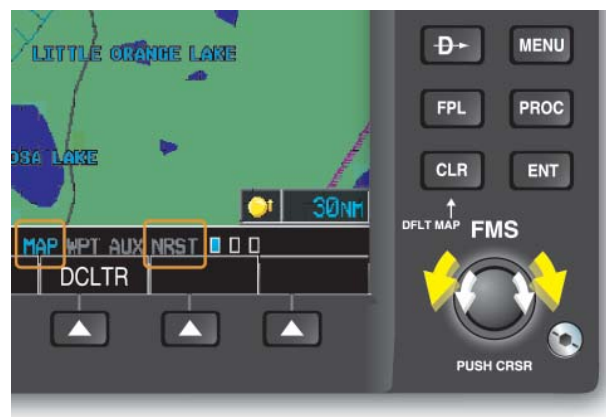 LITTLE ORANGE LAKE
OSA LAKE
30NM
MAP WPT AUX NRST
DCLTR
MENU
FPL
PROC
CLR
ENT
DFLT MAP
FMS
PUSH CRSR
D